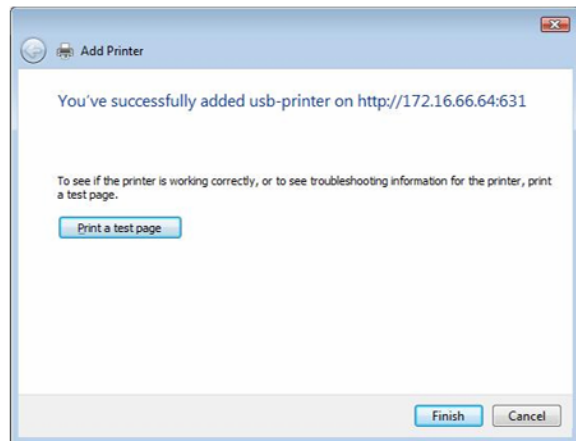 Add Printer
You've successfully added usb-printer on http://172.16.66.64:631
To see if the printer is working correctly, or to see troubleshooting information for the printer, print
a test page.
Print a test page
Finish Cancel